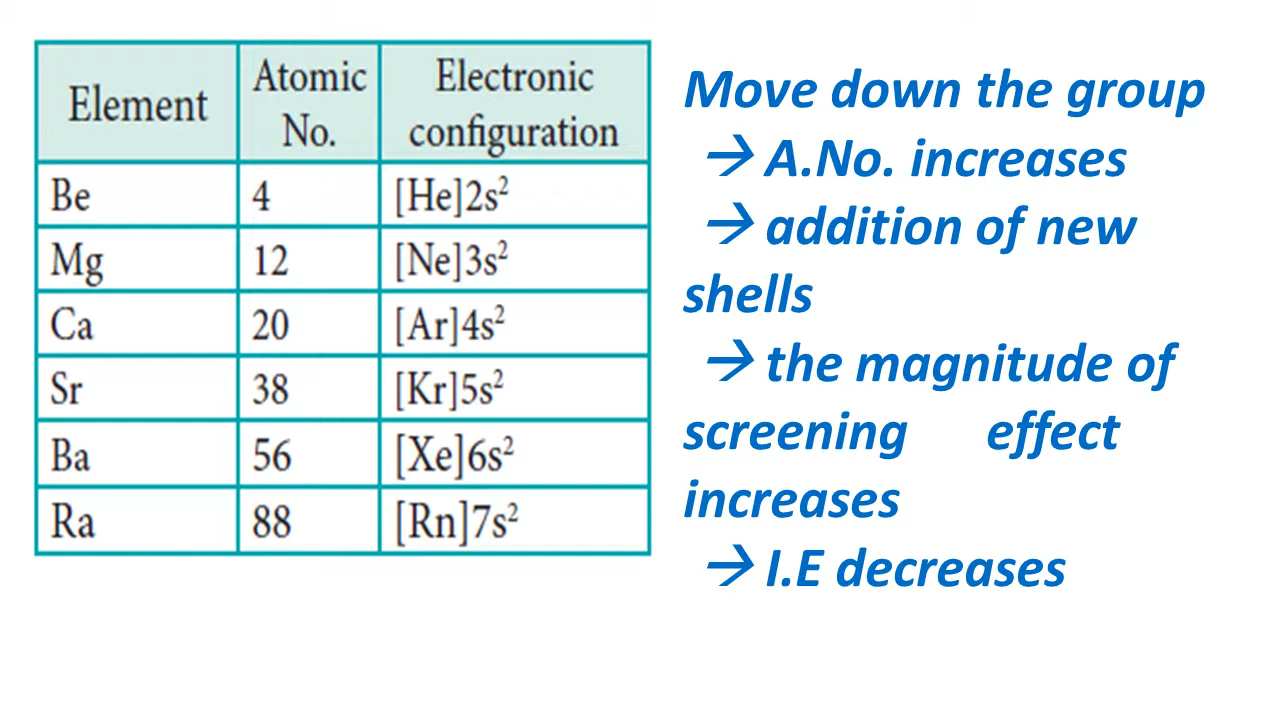 Element Atomic No. Electronic configuration
Be 4 [He]2s²
Mg 12 [Ne]3s²
Ca 20 [Ar]4s²
Sr 38 [Kr]5s²
Ba 56 [Xe]6s²
Ra 88 [Rn]7s²
Move down the group
→ A.No. increases
→ addition of new
shells
→ the magnitude of
screening effect
increases
→ I.E decreases